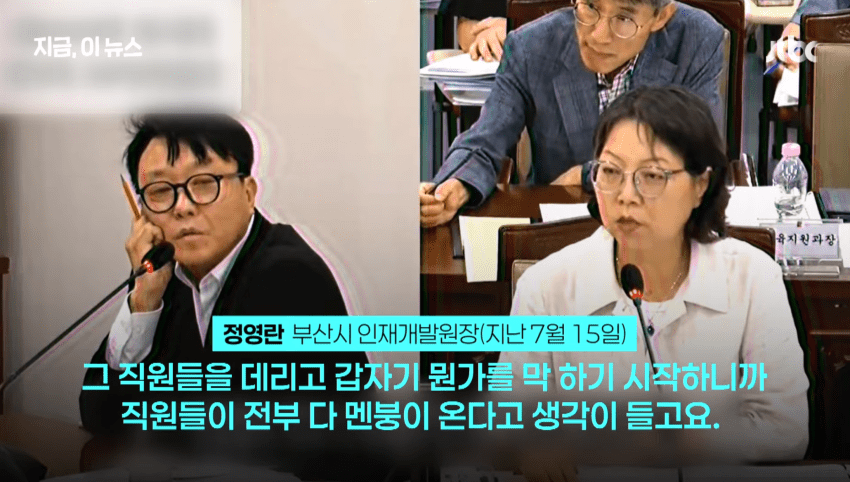 지금, 이 뉴스
jtbc
육지원과장
정영란 부산시 인재개발원장(지난 7월 15일)
그 직원들을 데리고 갑자기 뭔가를 막 하기 시작하니까
직원들이 전부 다 멘붕이 온다고 생각이 들고요.